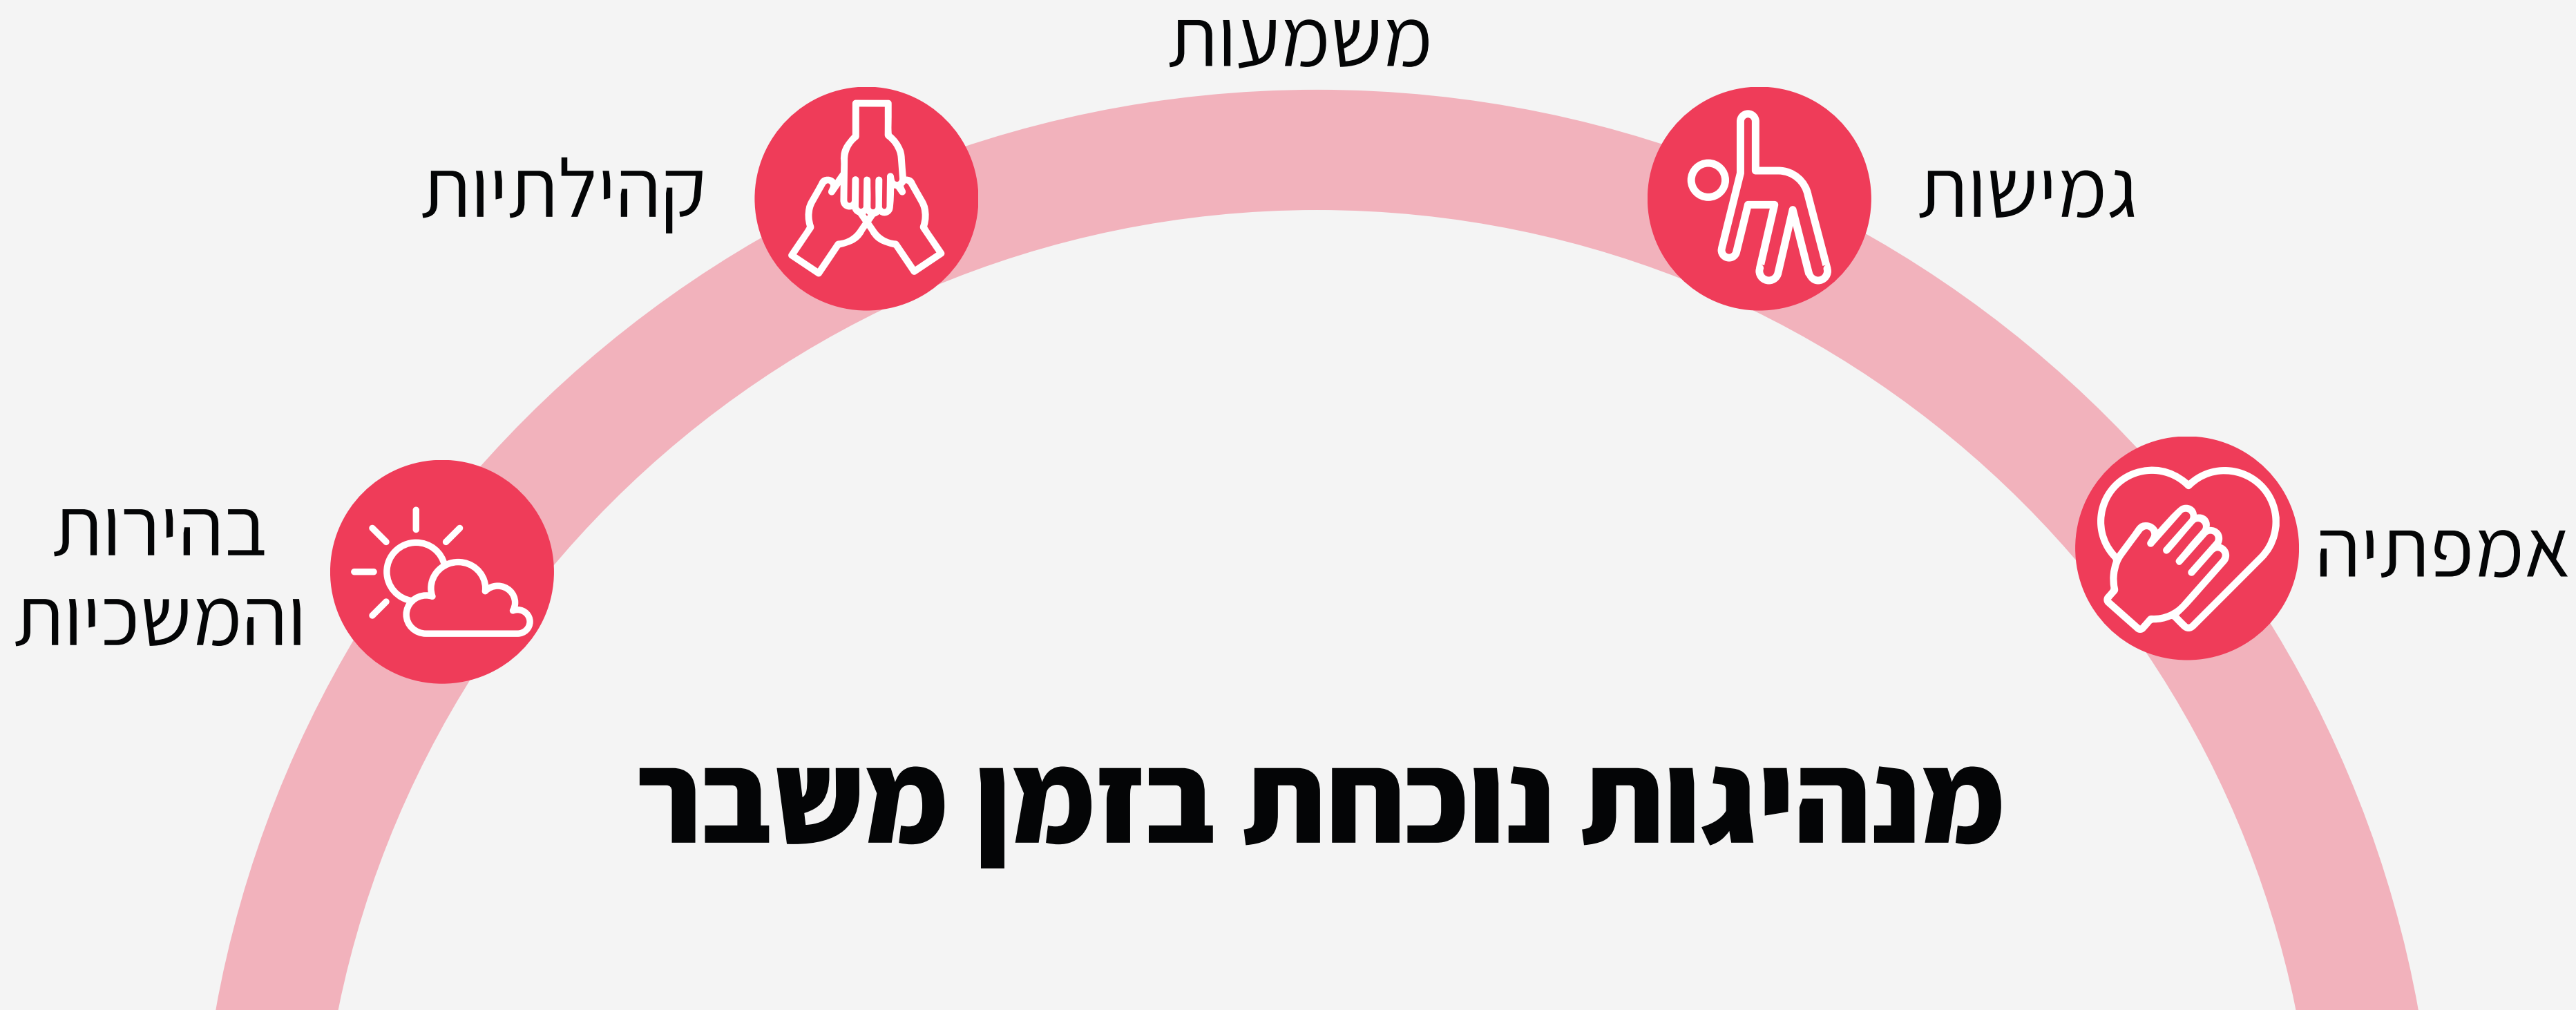 משמעות
גמישות
קהילתיות
אמפתיה
בהירות
והמשכיות
מנהיגות נוכחת בזמן משבר